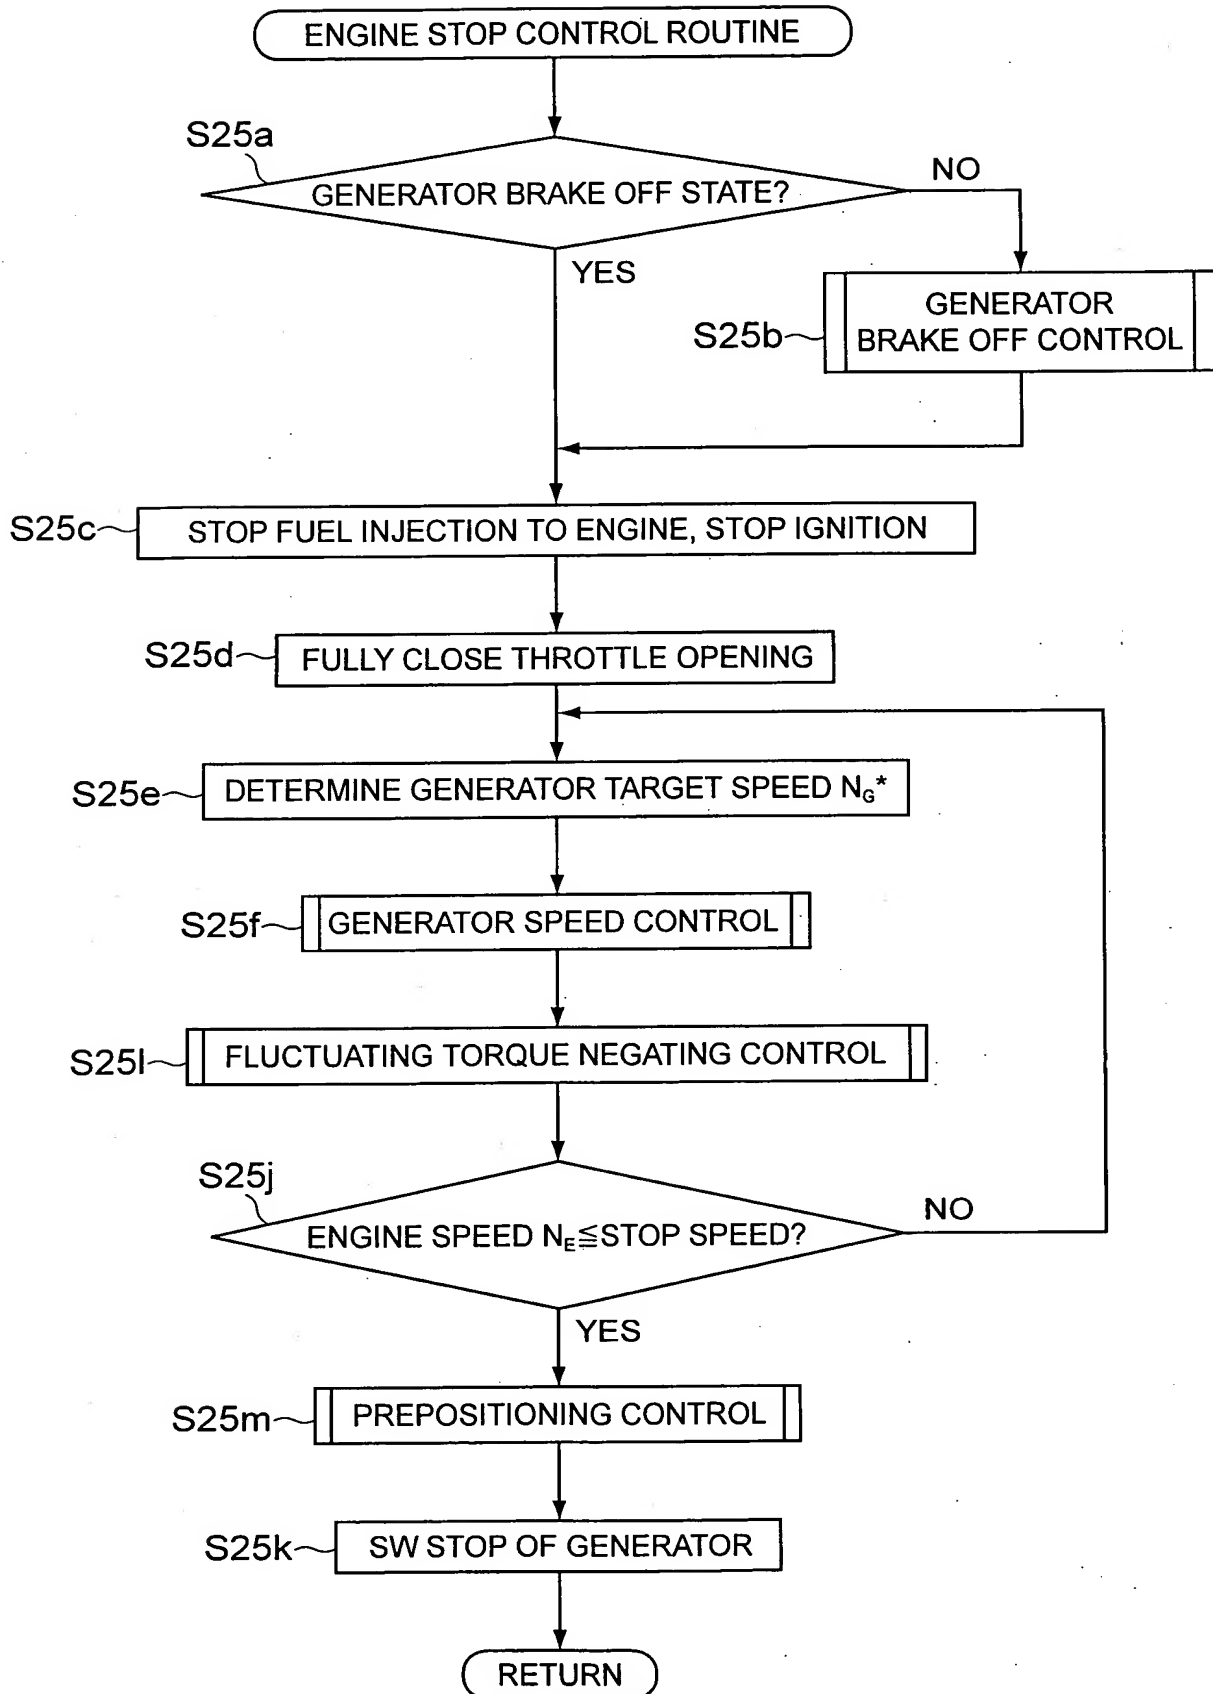 ENGINE STOP CONTROL ROUTINE
S25a
GENERATOR BRAKE OFF STATE?
NO
YES
S25b
GENERATOR
BRAKE OFF CONTROL
S25c
STOP FUEL INJECTION TO ENGINE, STOP IGNITION
S25d
FULLY CLOSE THROTTLE OPENING
S25e
DETERMINE GENERATOR TARGET SPEED NG*
S25f
GENERATOR SPEED CONTROL
S25l
FLUCTUATING TORQUE NEGATING CONTROL
S25j
ENGINE SPEED NE≦STOP SPEED?
NO
YES
S25m
PREPOSITIONING CONTROL
S25k
SW STOP OF GENERATOR
RETURN